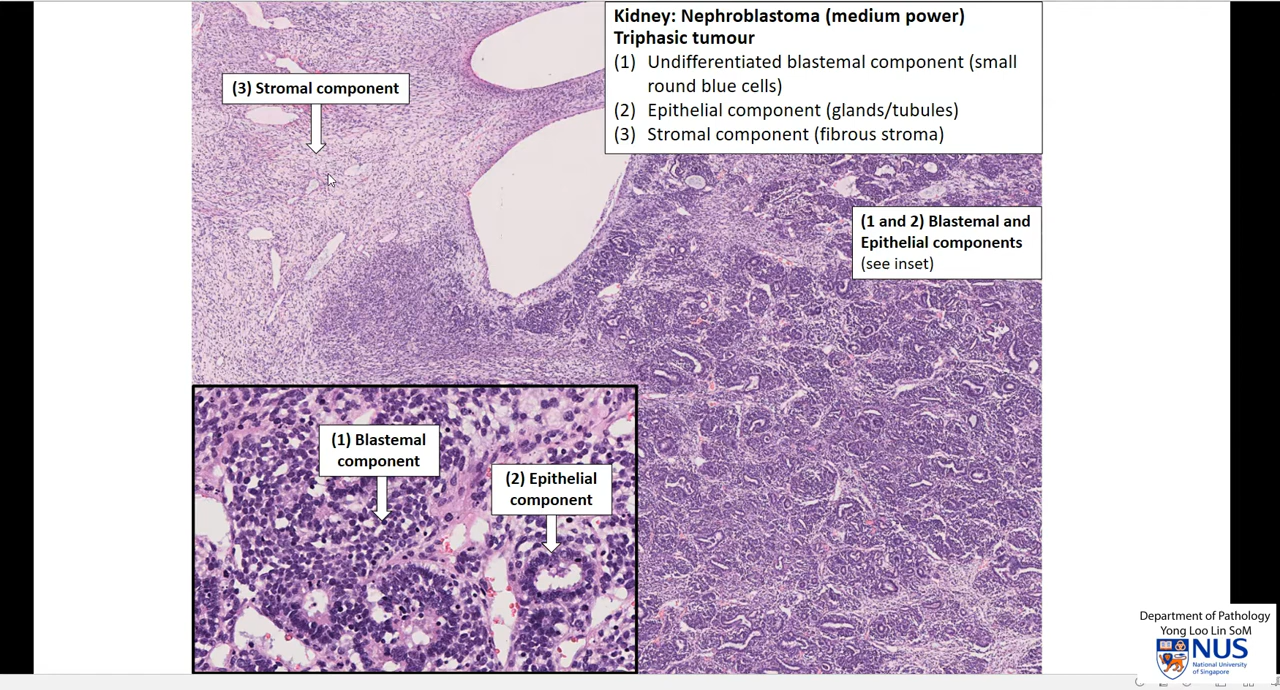 Kidney: Nephroblastoma (medium power)
Triphasic tumour
(1) Undifferentiated blastemal component (small
round blue cells)
(2) Epithelial component (glands/tubules)
(3) Stromal component (fibrous stroma)
(3) Stromal component
(1 and 2) Blastemal and
Epithelial components
(see inset)
(1) Blastemal
component
(2) Epithelial
component
Department of Pathology
Yong Loo Lin SoM
NUS
National University
of Singapore